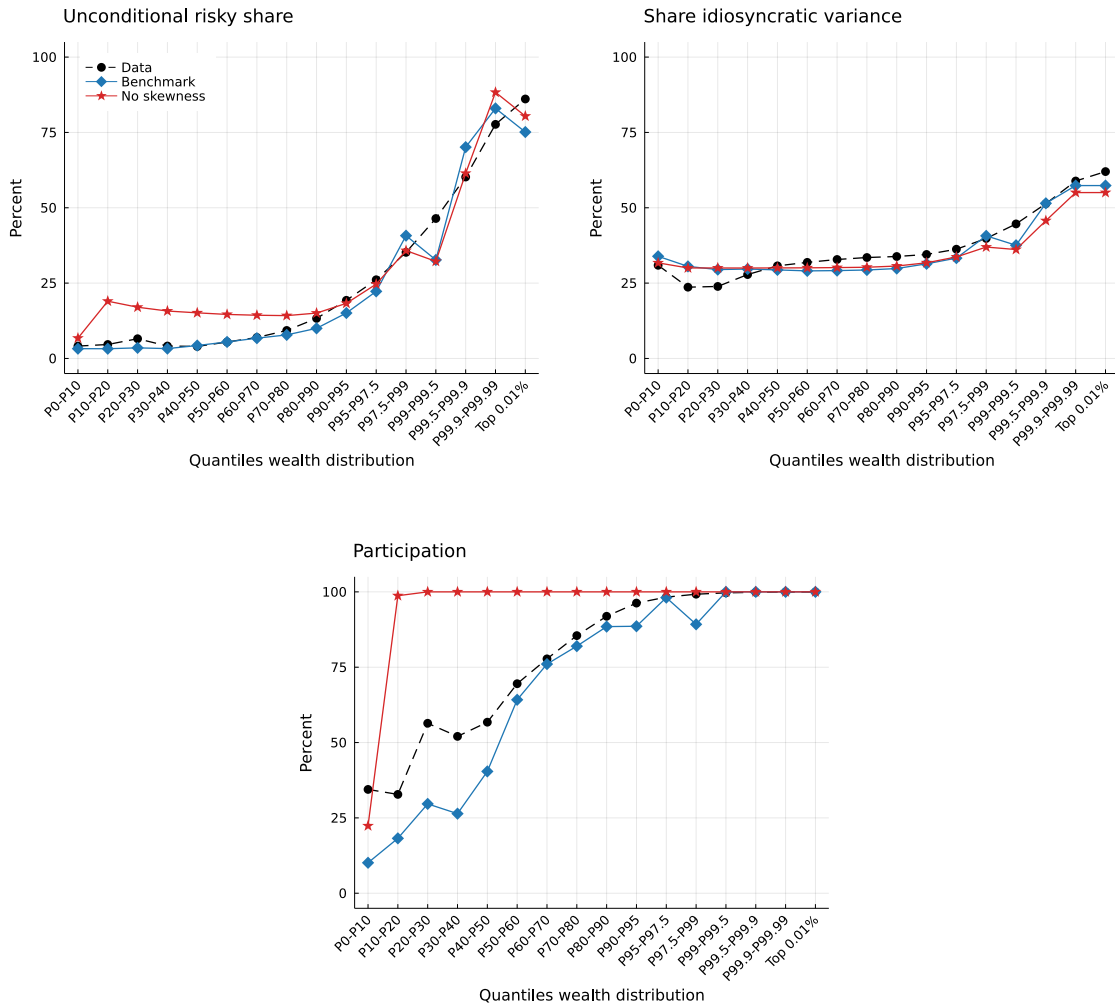 Unconditional risky share
Percent
100
75
50
25
0
Data
Benchmark
No skewness
P0-P10
P10-P20
P20-P30
P30-P40
P40-P50
P50-P60
P60-P70
P70-P80
P80-P90
P90-P95
P95-P97.5
P97.5-P99
P99-P99.5
P99.5-P99.9
P99.9-P99.99
Top 0.01%
Quantiles wealth distribution
Share idiosyncratic variance
Percent
100
75
50
25
0
P0-P10
P10-P20
P20-P30
P30-P40
P40-P50
P50-P60
P60-P70
P70-P80
P80-P90
P90-P95
P95-P97.5
P97.5-P99
P99-P99.5
P99.5-P99.9
P99.9-P99.99
Top 0.01%
Quantiles wealth distribution
Participation
Percent
100
75
50
25
0
P0-P10
P10-P20
P20-P30
P30-P40
P40-P50
P50-P60
P60-P70
P70-P80
P80-P90
P90-P95
P95-P97.5
P97.5-P99
P99-P99.5
P99.5-P99.9
P99.9-P99.99
Top 0.01%
Quantiles wealth distribution